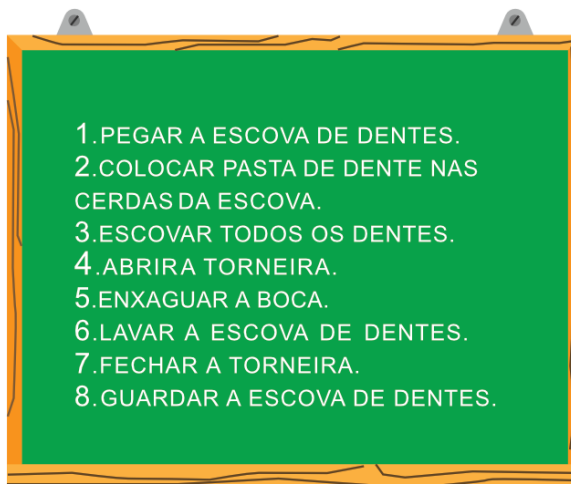 1.PEGAR A ESCOVA DE DENTES.
2.COLOCAR PASTA DE DENTE NAS
CERDAS DA ESCOVA.
3.ESCOVAR TODOS OS DENTES.
4.ABRIRA TORNEIRA.
5.ENXAGUAR A BOCA.
6.LAVAR A ESCOVA DE DENTES.
7.FECHAR A TORNEIRA.
8.GUARDAR A ESCOVA DE DENTES.